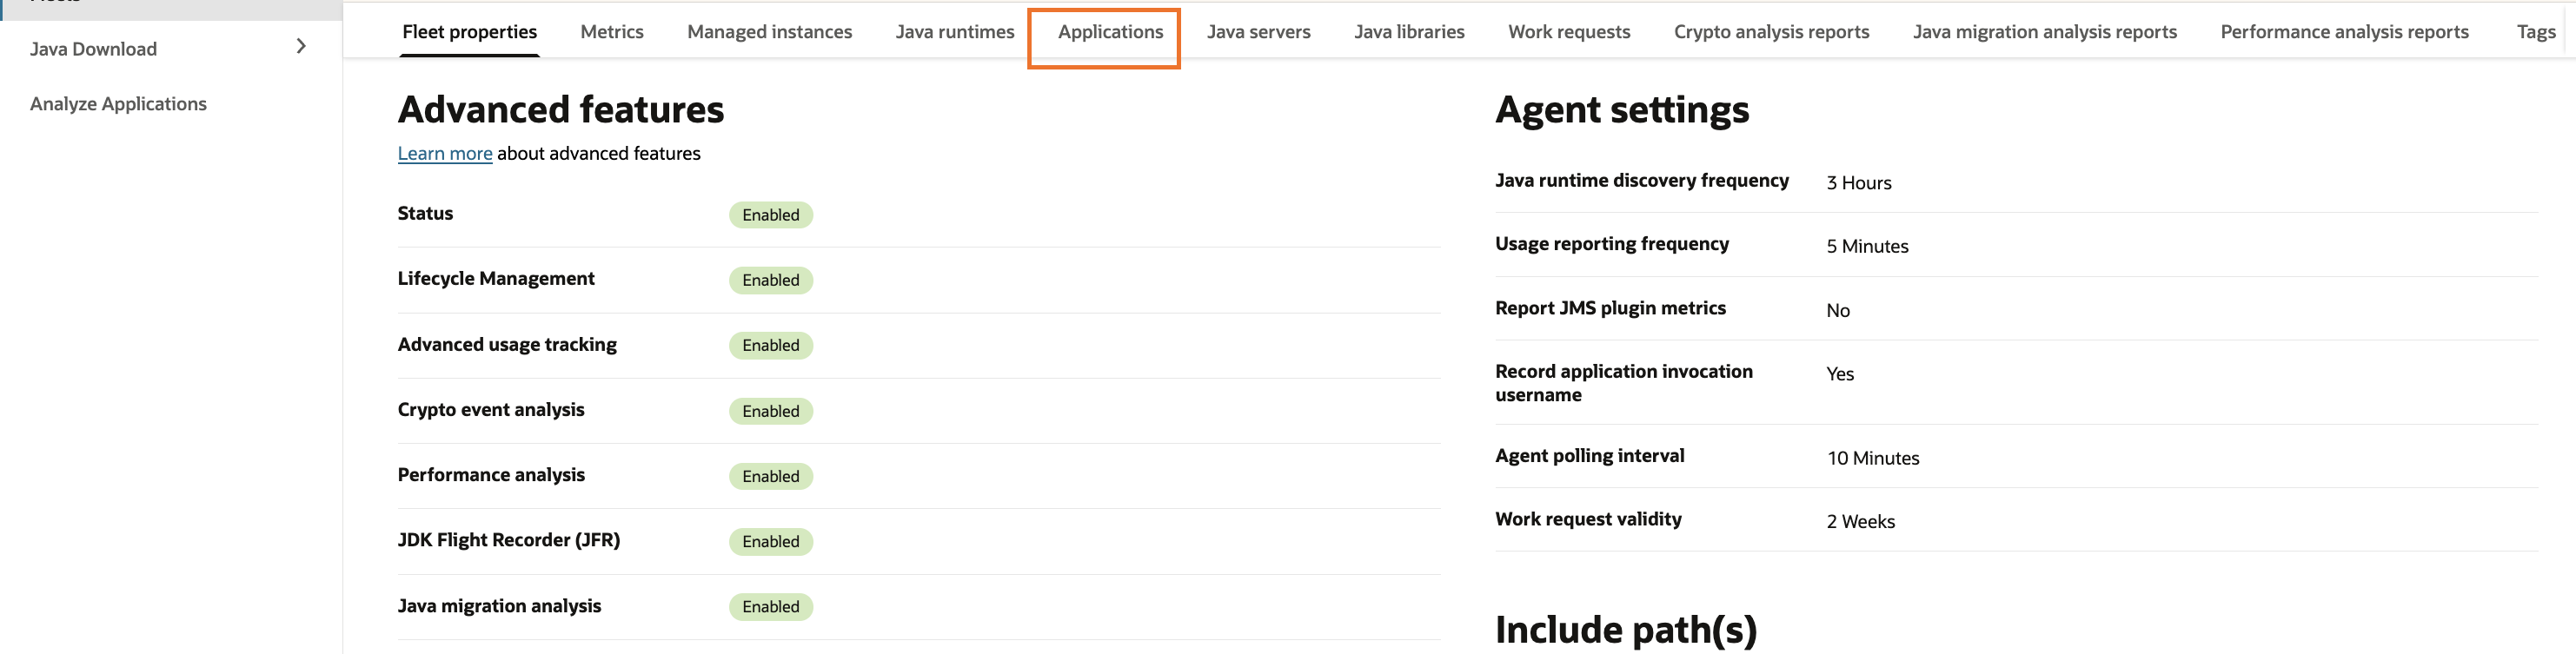 Java Download
Analyze Applications
Fleet properties Metrics Managed instances Java runtimes Applications Java servers Java libraries Work requests Crypto analysis reports Java migration analysis reports Performance analysis reports Tags
Advanced features
Learn more about advanced features
Status Enabled
Lifecycle Management Enabled
Advanced usage tracking Enabled
Crypto event analysis Enabled
Performance analysis Enabled
JDK Flight Recorder (JFR) Enabled
Java migration analysis Enabled
Agent settings
Java runtime discovery frequency 3 Hours
Usage reporting frequency 5 Minutes
Report JMS plugin metrics No
Record application invocation Yes
username
Agent polling interval 10 Minutes
Work request validity 2 Weeks
Include path(s)